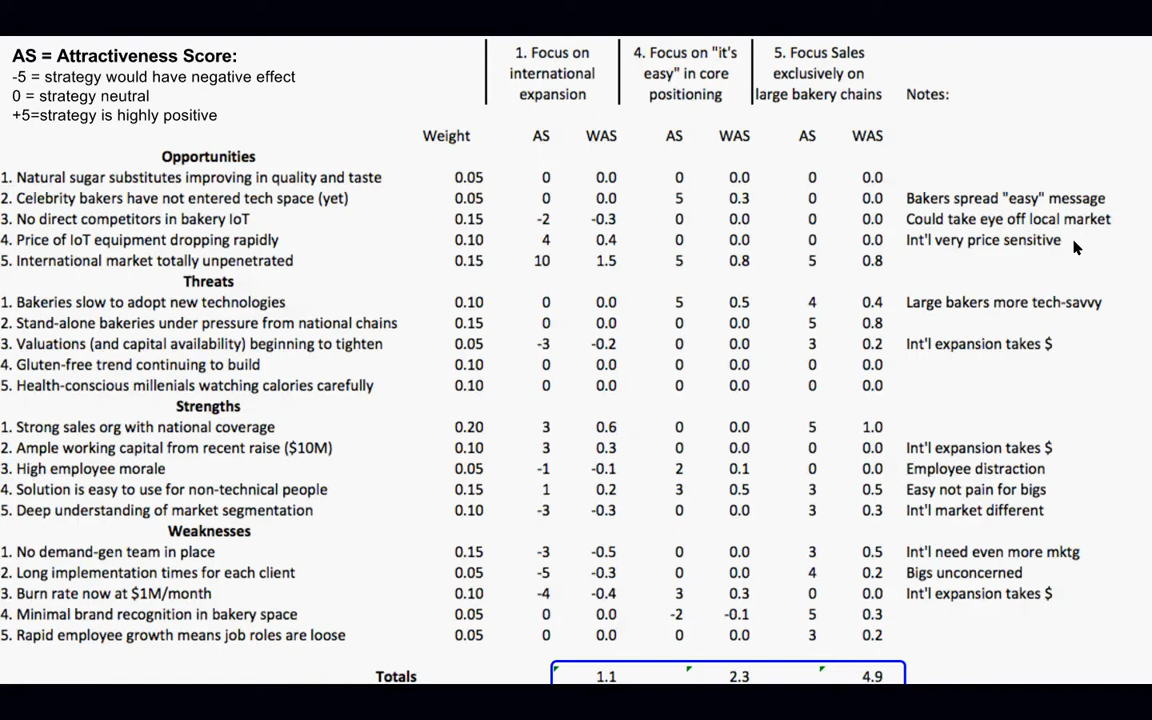 AS = Attractiveness Score:
-5 = strategy would have negative effect
0 = strategy neutral
+5=strategy is highly positive
1. Focus on international expansion
4. Focus on "it's easy" in core positioning
5. Focus Sales exclusively on large bakery chains
Notes:
Weight AS WAS AS WAS AS WAS
Opportunities
1. Natural sugar substitutes improving in quality and taste 0.05 0 0.0 0 0.0 0 0.0
2. Celebrity bakers have not entered tech space (yet) 0.05 0 0.0 5 0.3 0 0.0 Bakers spread "easy" message
3. No direct competitors in bakery IoT 0.15 -2 -0.3 0 0.0 0 0.0 Could take eye off local market
4. Price of IoT equipment dropping rapidly 0.10 4 0.4 0 0.0 0 0.0 Int'l very price sensitive
5. International market totally unpenetrated 0.15 10 1.5 5 0.8 5 0.8
Threats
1. Bakeries slow to adopt new technologies 0.10 0 0.0 5 0.5 4 0.4 Large bakers more tech-savvy
2. Stand-alone bakeries under pressure from national chains 0.15 0 0.0 0 0.0 5 0.8
3. Valuations (and capital availability) beginning to tighten 0.05 -3 -0.2 0 0.0 3 0.2 Int'l expansion takes $
4. Gluten-free trend continuing to build 0.10 0 0.0 0 0.0 0 0.0
5. Health-conscious millenials watching calories carefully 0.10 0 0.0 0 0.0 0 0.0
Strengths
1. Strong sales org with national coverage 0.20 3 0.6 0 0.0 5 1.0
2. Ample working capital from recent raise ($10M) 0.10 3 0.3 0 0.0 0 0.0 Int'l expansion takes $
3. High employee morale 0.05 -1 -0.1 2 0.1 0 0.0 Employee distraction
4. Solution is easy to use for non-technical people 0.15 1 0.2 3 0.5 3 0.5 Easy not pain for bigs
5. Deep understanding of market segmentation 0.10 -3 -0.3 0 0.0 3 0.3 Int'l market different
Weaknesses
1. No demand-gen team in place 0.15 -3 -0.5 0 0.0 3 0.5 Int'l need even more mktg
2. Long implementation times for each client 0.05 -5 -0.3 0 0.0 4 0.2 Bigs unconcerned
3. Burn rate now at $1M/month 0.10 -4 -0.4 3 0.3 0 0.0 Int'l expansion takes $
4. Minimal brand recognition in bakery space 0.05 0 0.0 -2 -0.1 5 0.3
5. Rapid employee growth means job roles are loose 0.05 0 0.0 0 0.0 3 0.2
Totals 1.1 2.3 4.9